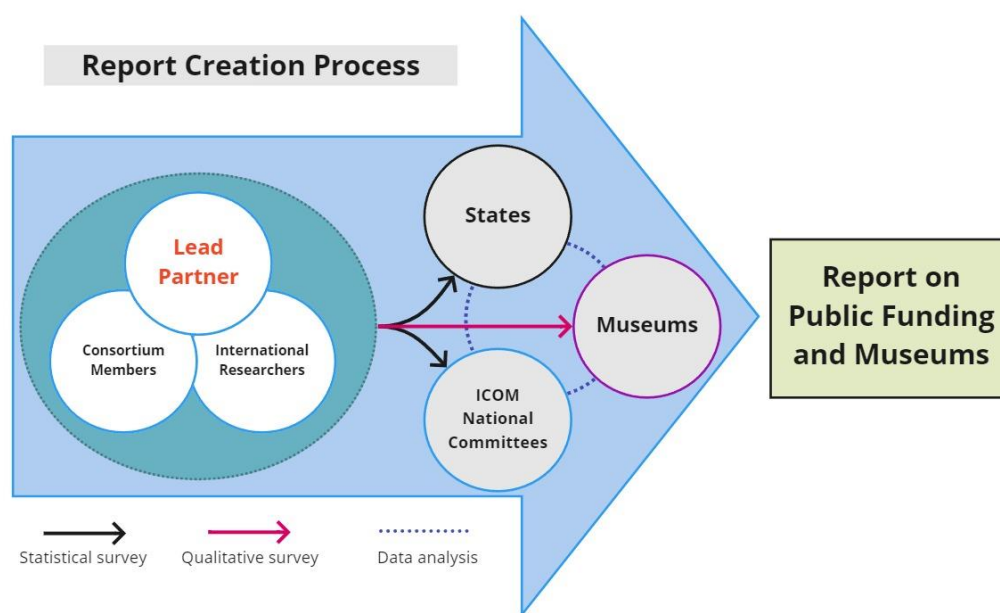 Report Creation Process
Lead
Partner
Consortium
Members
International
Researchers
States
Museums
ICOM
National
Committees
Report on
Public Funding
and Museums
Statistical survey
Qualitative survey
Data analysis